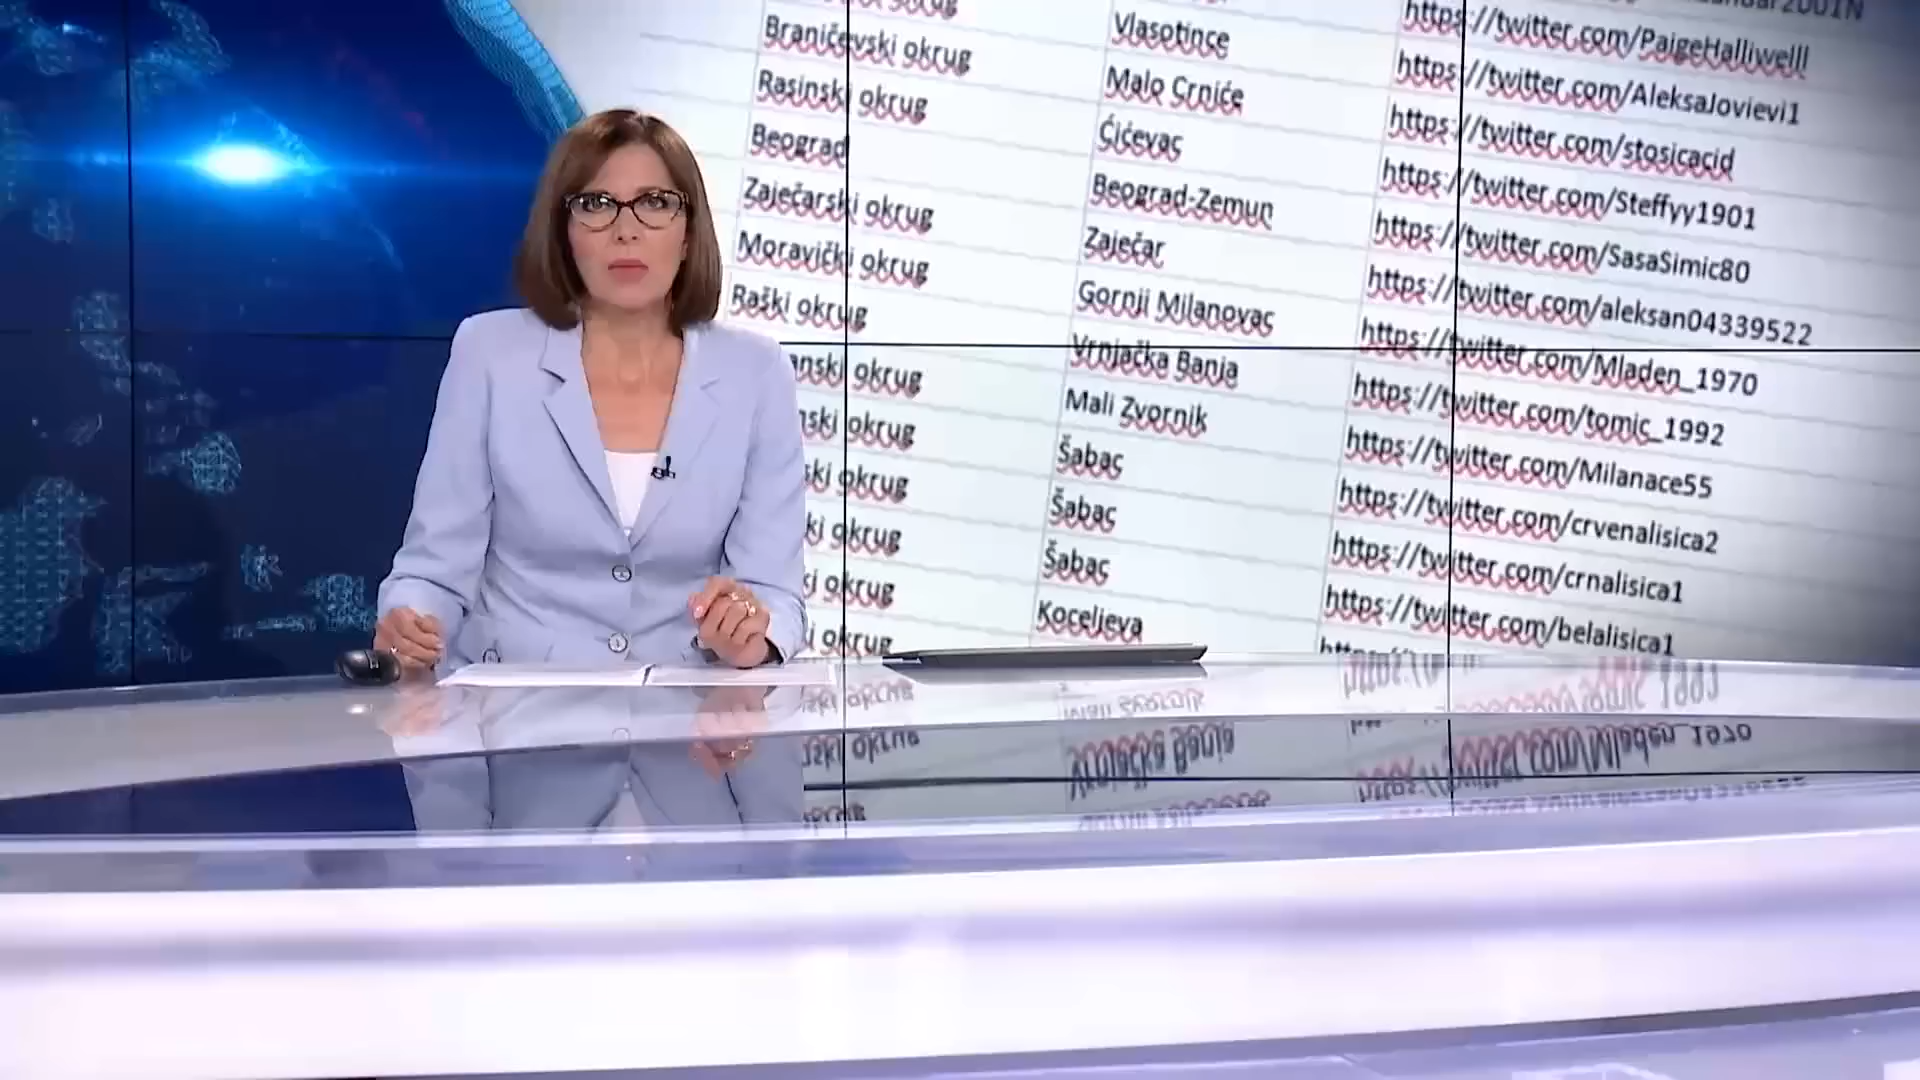 okrug
Braničevski okrug Vlasotince https://twitter.com/PaigeHalliwelll
Rasinski okrug Malo Crniće https://twitter.com/AleksaJovievi1
Beograd Ćićevac https://twitter.com/stosicacid
Zaječarski okrug Beograd-Zemun https://twitter.com/Steffyy1901
Moravički okrug Zaječar https://twitter.com/SasaSimic80
Raški okrug Gornji Milanovac https://twitter.com/aleksan04339522
okrug Vrnjačka Banja https://twitter.com/Mladen_1970
okrug Mali Zvornik https://twitter.com/tomic_1992
okrug Šabac https://twitter.com/Milanace55
okrug Šabac https://twitter.com/crvenalisica2
okrug Šabac https://twitter.com/crnalisica1
okrug Koceljeva https://twitter.com/belalisica1